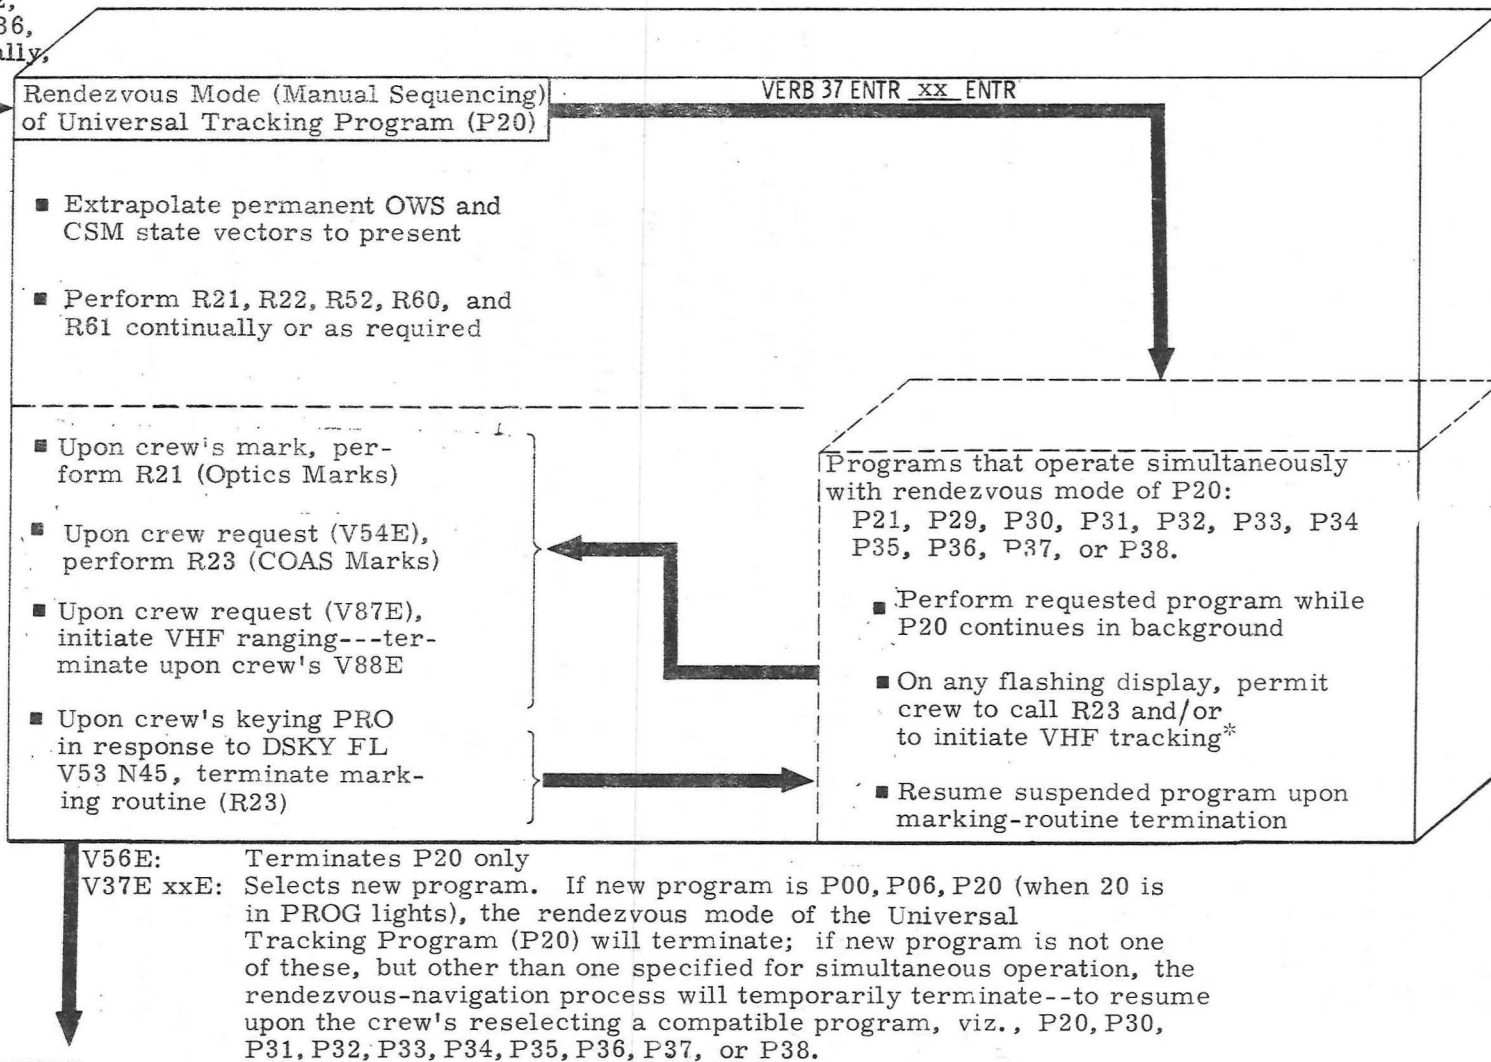 36,
ally,
Rendezvous Mode (Manual Sequencing)
of Universal Tracking Program (P20)
VERB 37 ENTR xx ENTR
■ Extrapolate permanent OWS and
CSM state vectors to present
■ Perform R21, R22, R52, R60, and
R61 continually or as required
■ Upon crew's mark, per-
form R21 (Optics Marks)
■ Upon crew request (V54E),
perform R23 (COAS Marks)
■ Upon crew request (V87E),
initiate VHF ranging---ter-
minate upon crew's V88E
■ Upon crew's keying PRO
in response to DSKY FL
V53 N45, terminate mark-
ing routine (R23)
Programs that operate simultaneously
with rendezvous mode of P20:
P21, P29, P30, P31, P32, P33, P34
P35, P36, P37, or P38.
■ Perform requested program while
P20 continues in background
■ On any flashing display, permit
crew to call R23 and/or
to initiate VHF tracking*
■ Resume suspended program upon
marking-routine termination
V56E: Terminates P20 only
V37E xxE: Selects new program. If new program is P00, P06, P20 (when 20 is
in PROG lights), the rendezvous mode of the Universal
Tracking Program (P20) will terminate; if new program is not one
of these, but other than one specified for simultaneous operation, the
rendezvous-navigation process will temporarily terminate--to resume
upon the crew's reselecting a compatible program, viz., P20, P30,
P31, P32, P33, P34, P35, P36, P37, or P38.